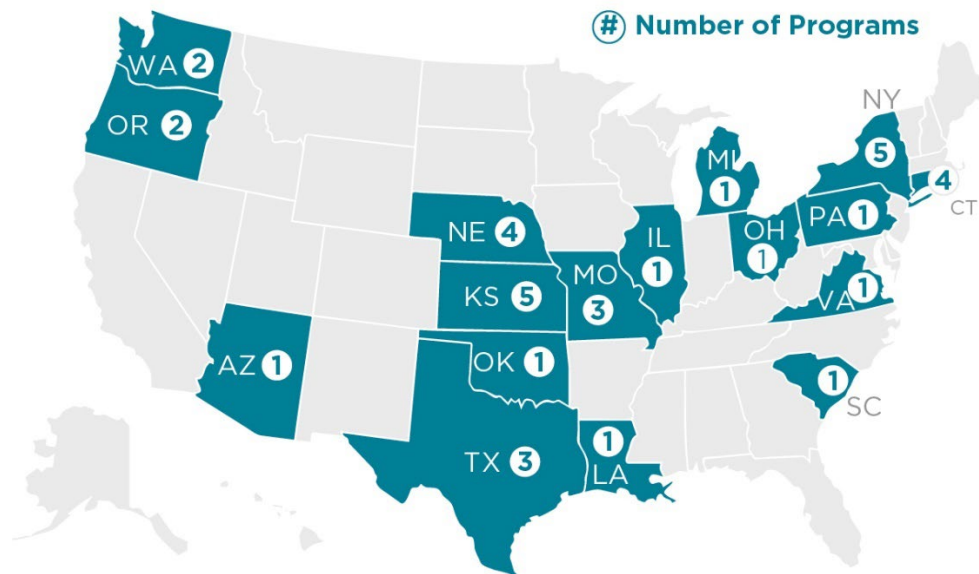 # Number of Programs
WA 2
OR 2
NY
5
MI
1
4
CT
PA 1
OH
1
NE 4
IL
1
MO
3
KS 5
VA
1
AZ 1
OK 1
1
SC
TX 3
1
LA